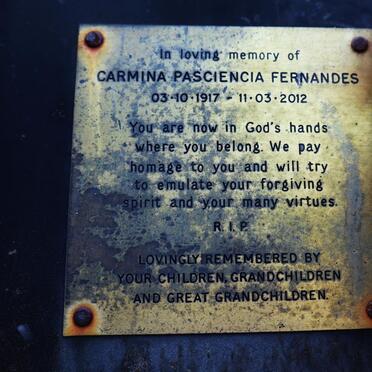 In loving memory of
CARMINA PASCIENCIA FERNANDES
03·10·1917 - 11·03·2012
You are now in God's hands
where you belong. We pay
homage to you and will try
to emulate your forgiving
spirit and your many virtues.
R.I.P.
LOVINGLY REMEMBERED BY
YOUR CHILDREN, GRANDCHILDREN
AND GREAT GRANDCHILDREN.